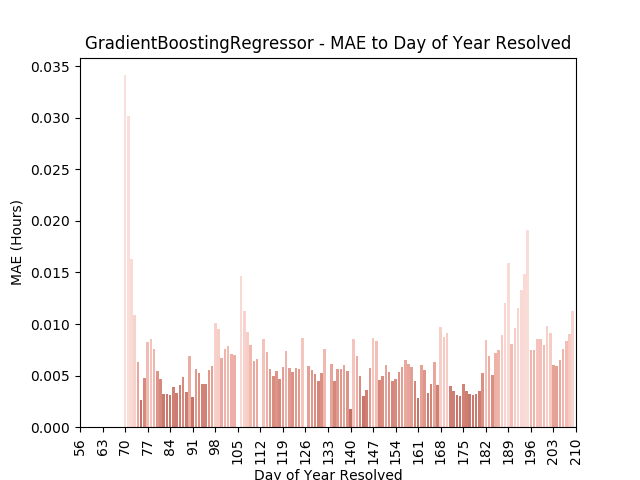 GradientBoostingRegressor - MAE to Day of Year Resolved
MAE (Hours)
0.035
0.030
0.025
0.020
0.015
0.010
0.005
0.000
56 63 70 77 84 91 98 105 112 119 126 133 140 147 154 161 168 175 182 189 196 203 210
Day of Year Resolved